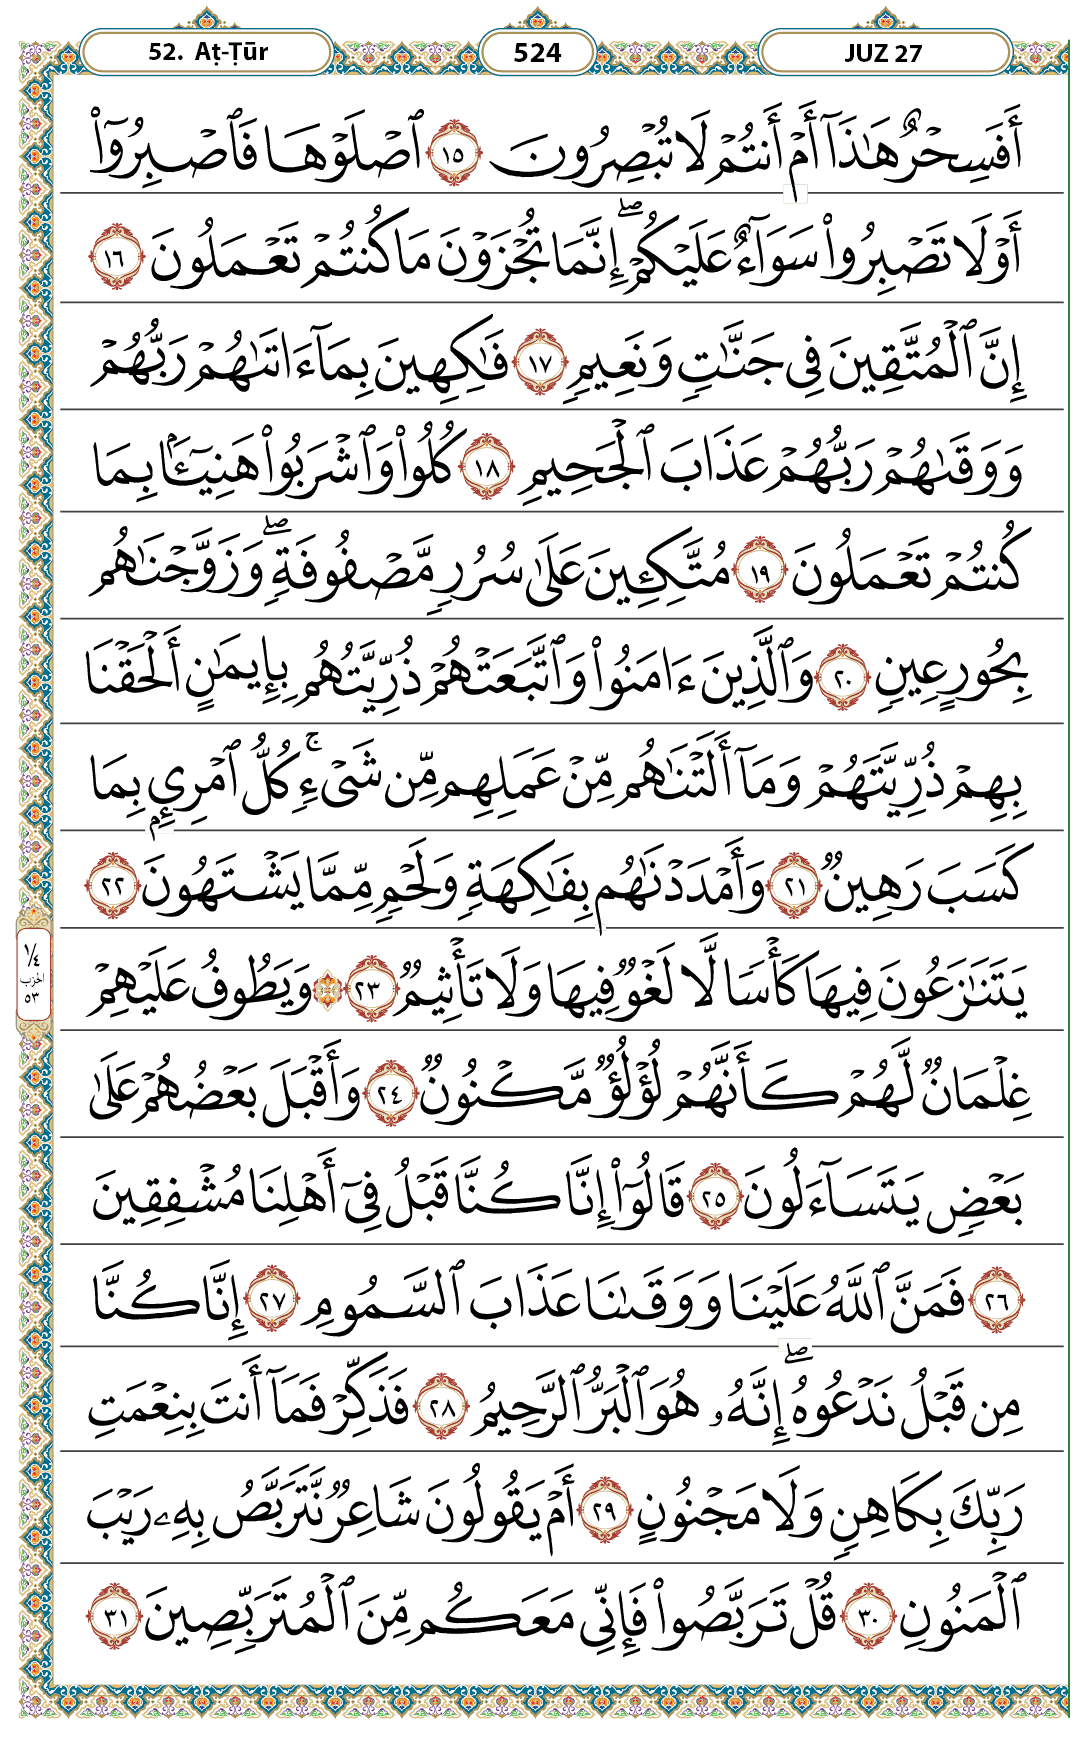 52. Aṭ-Ṭūr
524
JUZ 27
أَفَسِحۡرٌ هَـٰذَآ أَمۡ أَنتُمۡ لَا تُبۡصِرُونَ ١٥ ٱصۡلَوۡهَا فَٱصۡبِرُوٓاْ
أَوۡ لَا تَصۡبِرُواْ سَوَآءٌ عَلَيۡكُمۡۖ إِنَّمَا تُجۡزَوۡنَ مَا كُنتُمۡ تَعۡمَلُونَ ١٦
إِنَّ ٱلۡمُتَّقِينَ فِي جَنَّـٰتٖ وَنَعِيمٖ ١٧ فَـٰكِهِينَ بِمَآ ءَاتَىٰهُمۡ رَبُّهُمۡ
وَوَقَىٰهُمۡ رَبُّهُمۡ عَذَابَ ٱلۡجَحِيمِ ١٨ كُلُواْ وَٱشۡرَبُواْ هَنِيٓـَٔۢا بِمَا
كُنتُمۡ تَعۡمَلُونَ ١٩ مُتَّكِـِٔينَ عَلَىٰ سُرُرٖ مَّصۡفُوفَةٖۖ وَزَوَّجۡنَـٰهُم
بِحُورٍ عِينٖ ٢٠ وَٱلَّذِينَ ءَامَنُواْ وَٱتَّبَعَتۡهُمۡ ذُرِّيَّتُهُم بِإِيمَـٰنٍ أَلۡحَقۡنَا
بِهِمۡ ذُرِّيَّتَهُمۡ وَمَآ أَلَتۡنَـٰهُم مِّنۡ عَمَلِهِم مِّن شَيۡءٖۚ كُلُّ ٱمۡرِيِٕۭ بِمَا
كَسَبَ رَهِينٞ ٢١ وَأَمۡدَدۡنَـٰهُم بِفَـٰكِهَةٖ وَلَحۡمٖ مِّمَّا يَشۡتَهُونَ ٢٢
يَتَنَـٰزَعُونَ فِيهَا كَأۡسٗا لَّا لَغۡوٞ فِيهَا وَلَا تَأۡثِيمٞ ٢٣ ۞ وَيَطُوفُ عَلَيۡهِمۡ
١/٤
الحزب
٥٣
غِلۡمَانٞ لَّهُمۡ كَأَنَّهُمۡ لُؤۡلُؤٞ مَّكۡنُونٞ ٢٤ وَأَقۡبَلَ بَعۡضُهُمۡ عَلَىٰ
بَعۡضٖ يَتَسَآءَلُونَ ٢٥ قَالُوٓاْ إِنَّا كُنَّا قَبۡلُ فِيٓ أَهۡلِنَا مُشۡفِقِينَ
٢٦ فَمَنَّ ٱللَّهُ عَلَيۡنَا وَوَقَىٰنَا عَذَابَ ٱلسَّمُومِ ٢٧ إِنَّا كُنَّا
مِن قَبۡلُ نَدۡعُوهُۖ إِنَّهُۥ هُوَ ٱلۡبَرُّ ٱلرَّحِيمُ ٢٨ فَذَكِّرۡ فَمَآ أَنتَ بِنِعۡمَتِ
رَبِّكَ بِكَاهِنٖ وَلَا مَجۡنُونٍ ٢٩ أَمۡ يَقُولُونَ شَاعِرٞ نَّتَرَبَّصُ بِهِۦ رَيۡبَ
ٱلۡمَنُونِ ٣٠ قُلۡ تَرَبَّصُواْ فَإِنِّي مَعَكُم مِّنَ ٱلۡمُتَرَبِّصِينَ ٣١